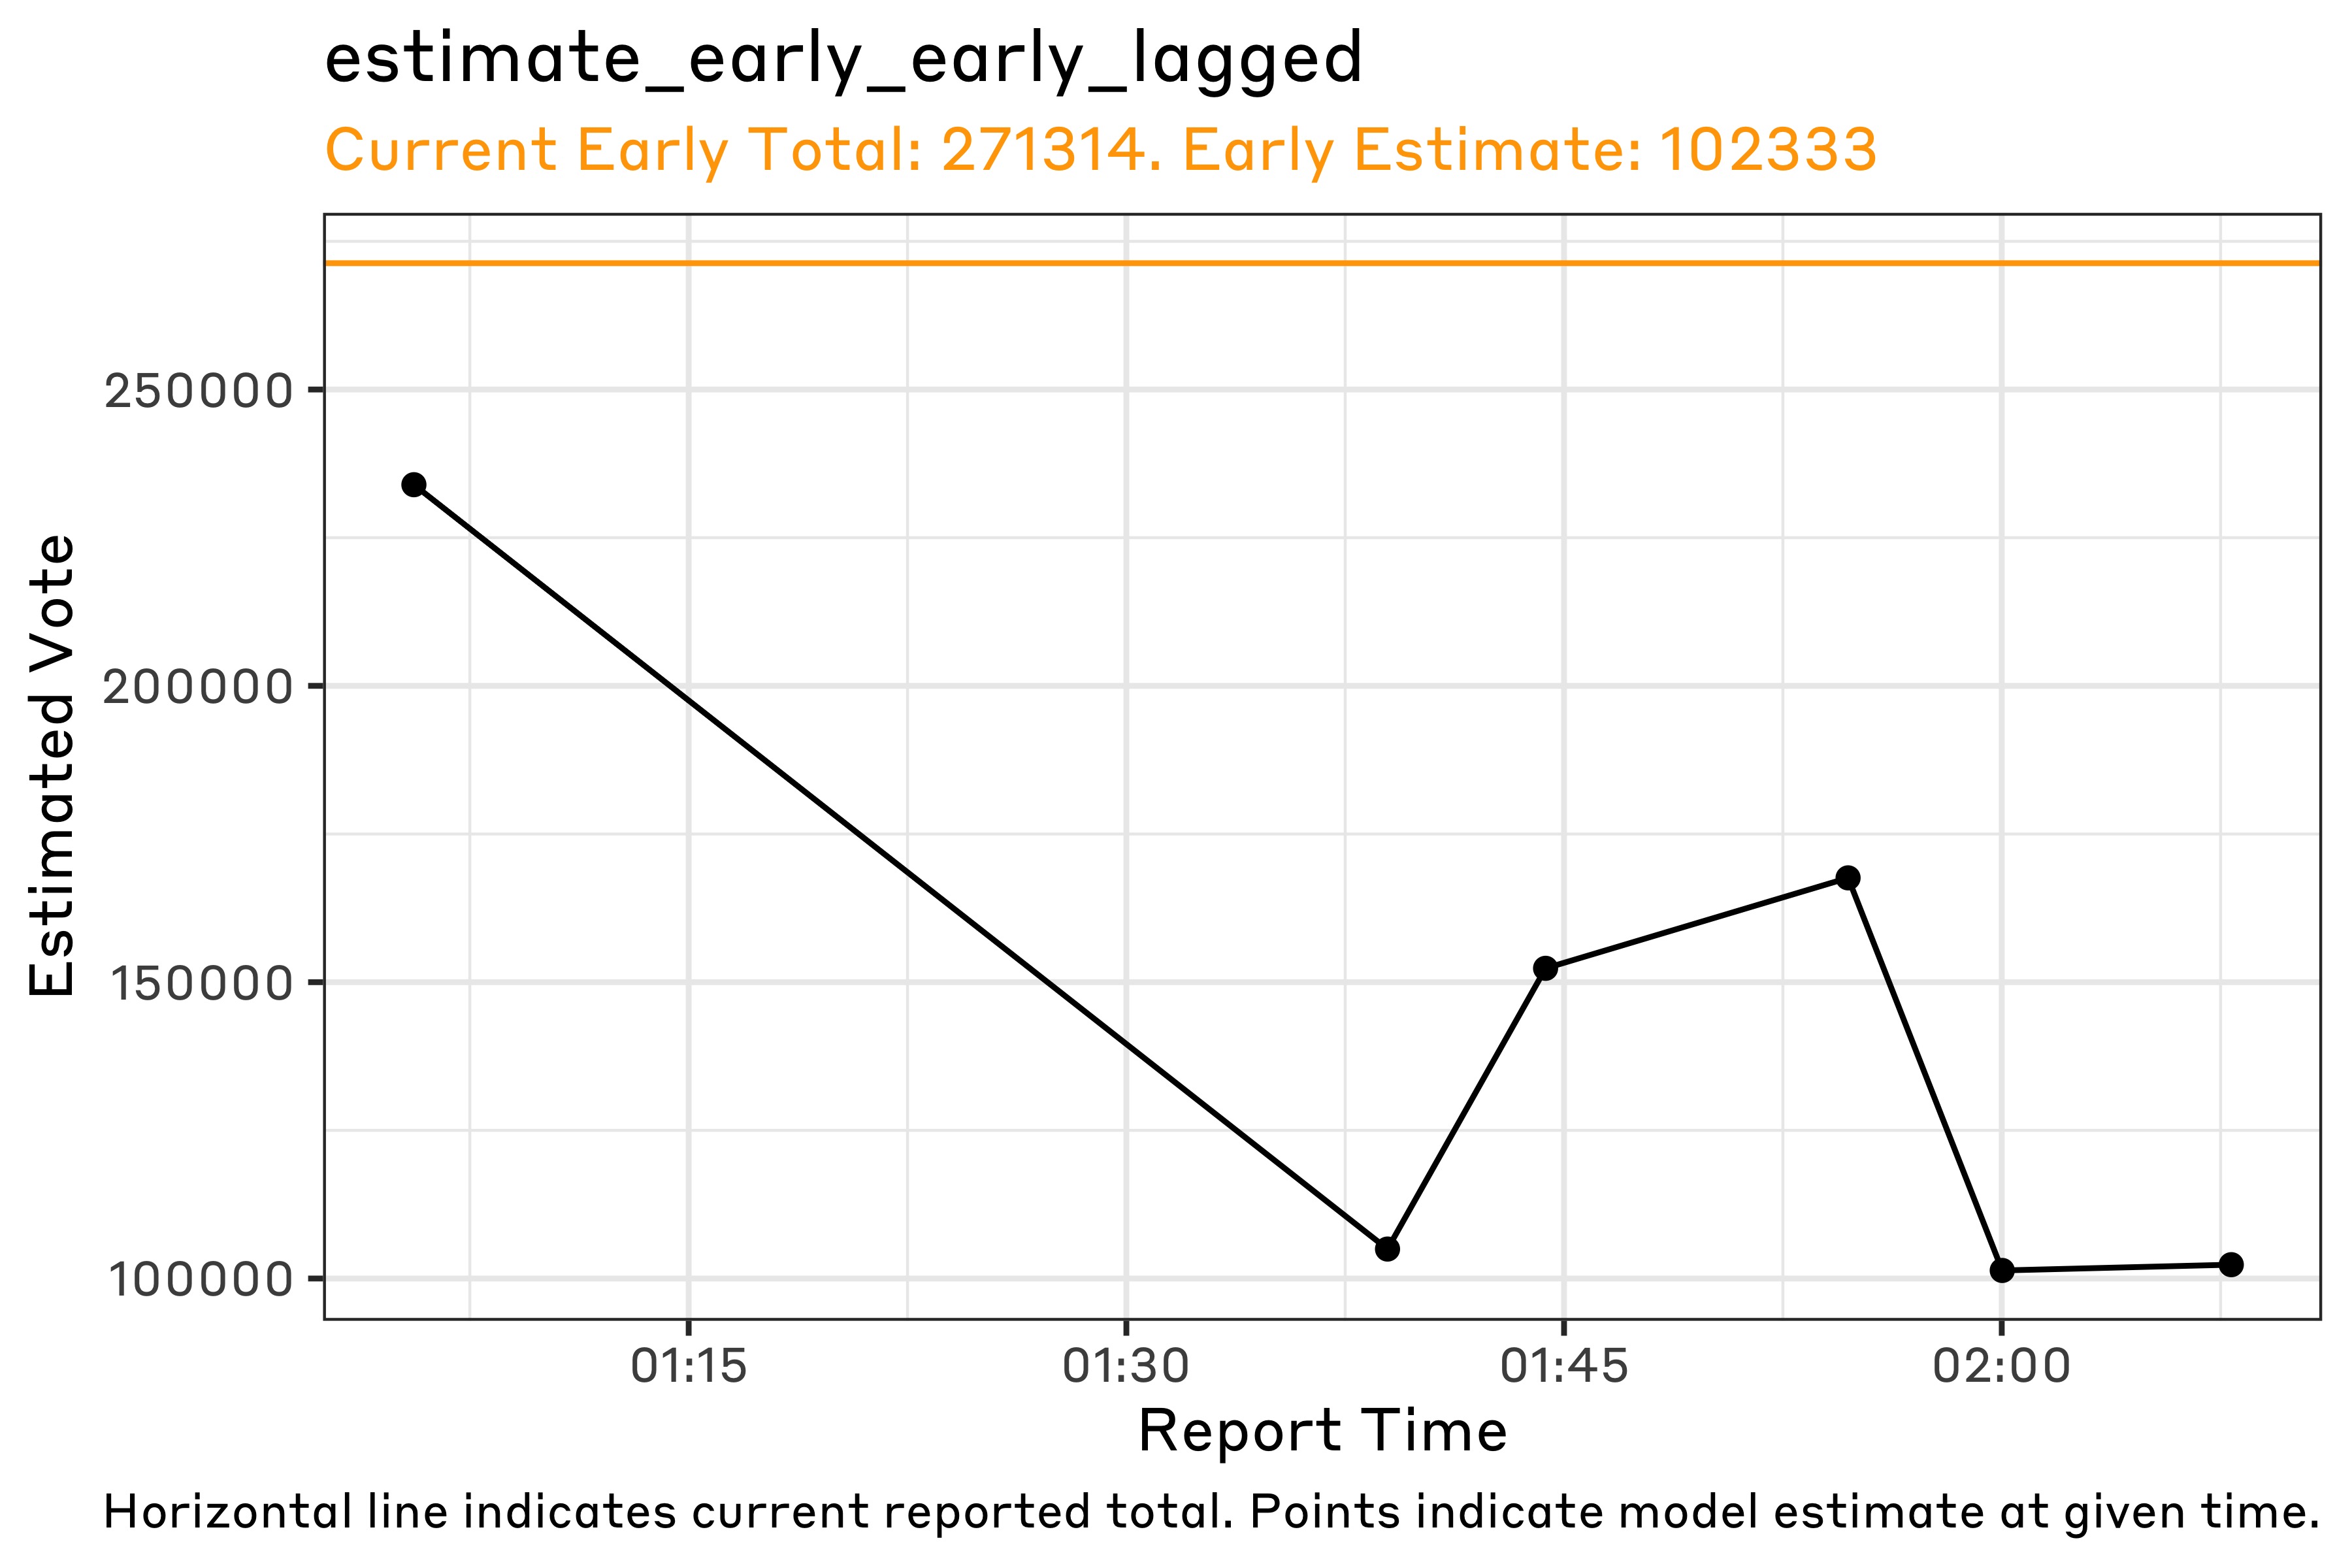 estimate_early_early_lagged
Current Early Total: 271314. Early Estimate: 102333
Estimated Vote
250000
200000
150000
100000
01:15 01:30 01:45 02:00
Report Time
Horizontal line indicates current reported total. Points indicate model estimate at given time.